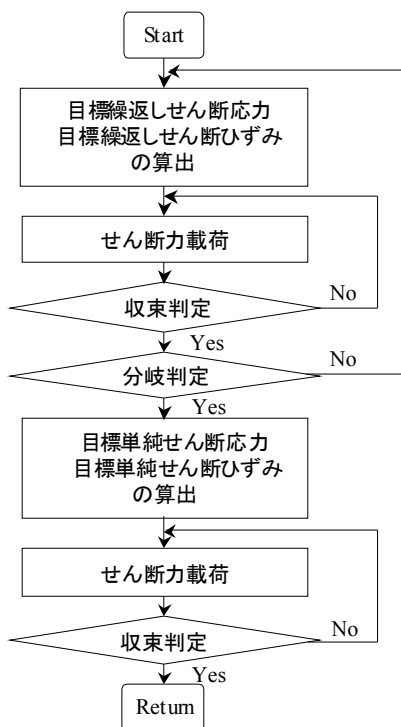 Start
目標繰返しせん断応力
目標繰返しせん断ひずみ
の算出
せん断力載荷
収束判定
No
Yes
分岐判定
No
Yes
目標単純せん断応力
目標単純せん断ひずみ
の算出
せん断力載荷
収束判定
No
Yes
Return